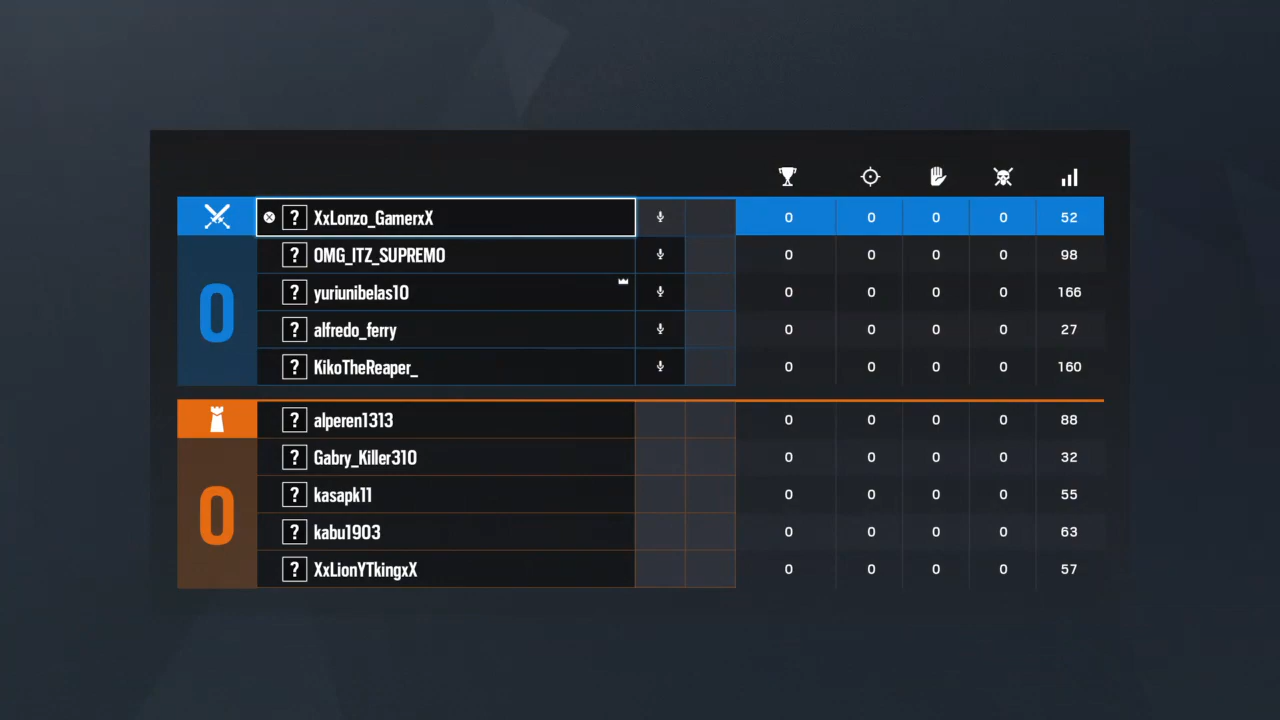 ? XxLonzo_GamerxX 0 0 0 0 52
? OMG_ITZ_SUPREMO 0 0 0 0 98
0
? yuriunibelas10 0 0 0 0 166
? alfredo_ferry 0 0 0 0 27
? KikoTheReaper_ 0 0 0 0 160
? alperen1313 0 0 0 0 88
? Gabry_Killer310 0 0 0 0 32
0
? kasapk11 0 0 0 0 55
? kabu1903 0 0 0 0 63
? XxLionYTkingxX 0 0 0 0 57